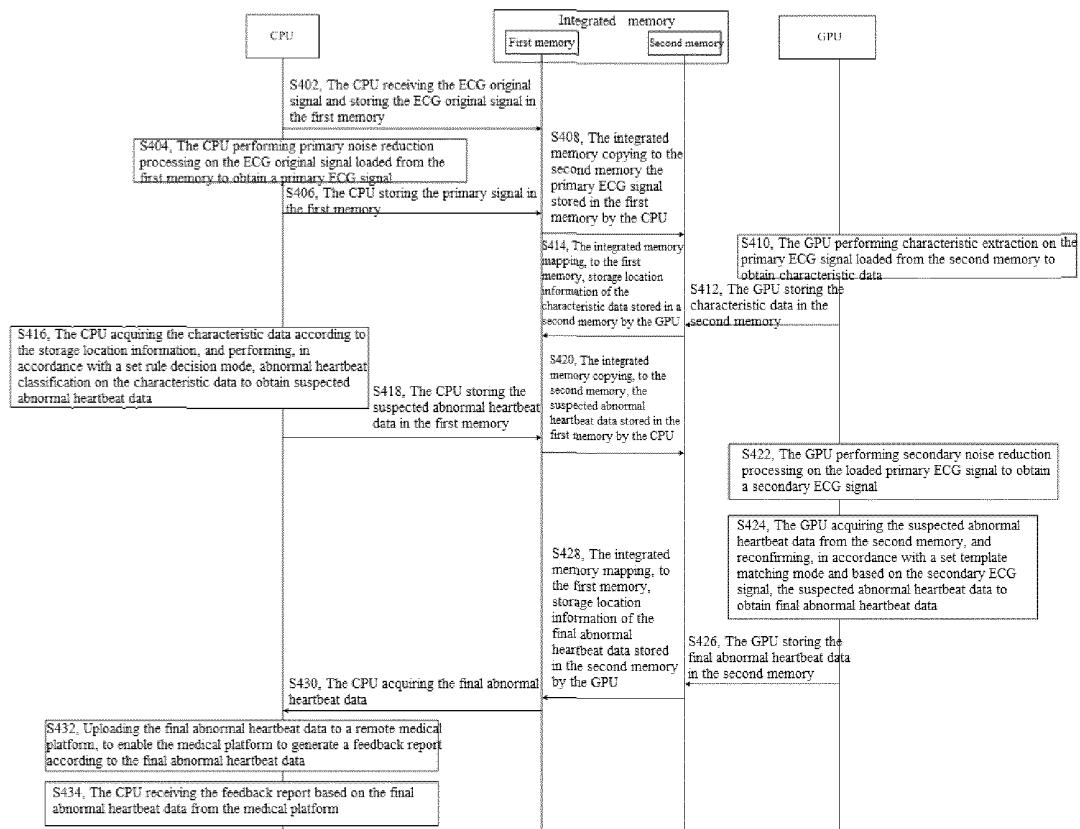 CPU
Integrated memory
First memory
Second memory
GPU
S402, The CPU receiving the ECG original
signal and storing the ECG original signal in
the first memory
S404, The CPU performing primary noise reduction
processing on the ECG original signal loaded from the
first memory to obtain a primary ECG signal
S406, The CPU storing the primary signal in
the first memory
S408, The integrated
memory copying to the
second memory the
primary ECG signal
stored in the first
memory by the CPU
S410, The GPU performing characteristic extraction on the
primary ECG signal loaded from the second memory to
obtain characteristic data
S412, The GPU storing the
characteristic data in the
second memory
S414, The integrated memory
mapping, to the first
memory, storage location
information of the
characteristic data stored in a
second memory by the GPU
S416, The CPU acquiring the characteristic data according to
the storage location information, and performing, in
accordance with a set rule decision mode, abnormal heartbeat
classification on the characteristic data to obtain suspected
abnormal heartbeat data
S418, The CPU storing the
suspected abnormal heartbeat
data in the first memory
S420, The integrated
memory copying, to the
second memory, the
suspected abnormal
heartbeat data stored in the
first memory by the CPU
S422, The GPU performing secondary noise reduction
processing on the loaded primary ECG signal to obtain
a secondary ECG signal
S424, The GPU acquiring the suspected abnormal
heartbeat data from the second memory, and
reconfirming, in accordance with a set template
matching mode and based on the secondary ECG
signal, the suspected abnormal heartbeat data to
obtain final abnormal heartbeat data
S426, The GPU storing the
final abnormal heartbeat data
in the second memory
S428, The integrated
memory mapping, to
the first memory,
storage location
information of the
final abnormal
heartbeat data stored
in the second memory
by the GPU
S430, The CPU acquiring the final abnormal
heartbeat data
S432, Uploading the final abnormal heartbeat data to a remote medical
platform, to enable the medical platform to generate a feedback report
according to the final abnormal heartbeat data
S434, The CPU receiving the feedback report based on the final
abnormal heartbeat data from the medical platform